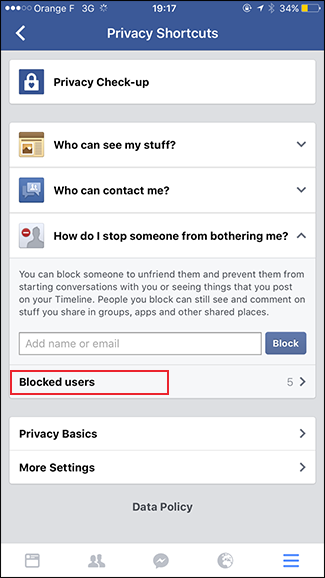 Orange F 3G 19:17 34%
Privacy Shortcuts
Privacy Check-up
Who can see my stuff?
Who can contact me?
How do I stop someone from bothering me?
You can block someone to unfriend them and prevent them from
starting conversations with you or seeing things that you post
on your Timeline. People you block can still see and comment on
stuff you share in groups, apps and other shared places.
Add name or email Block
Blocked users 5
Privacy Basics
More Settings
Data Policy